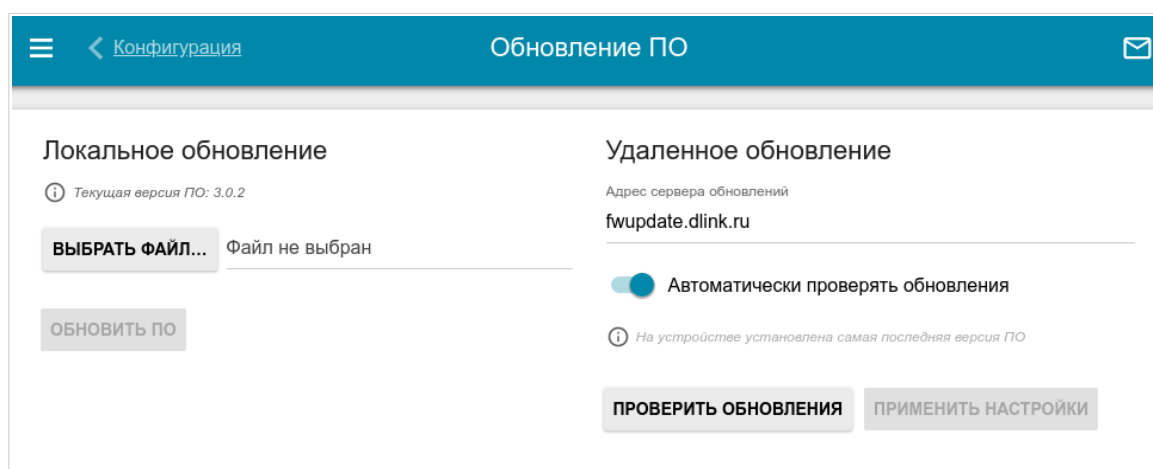 Конфигурация
Обновление ПО
Локальное обновление
Текущая версия ПО: 3.0.2
ВЫБРАТЬ ФАЙЛ... Файл не выбран
ОБНОВИТЬ ПО
Удаленное обновление
Адрес сервера обновлений
fwupdate.dlink.ru
Автоматически проверять обновления
На устройстве установлена самая последняя версия ПО
ПРОВЕРИТЬ ОБНОВЛЕНИЯ ПРИМЕНИТЬ НАСТРОЙКИ